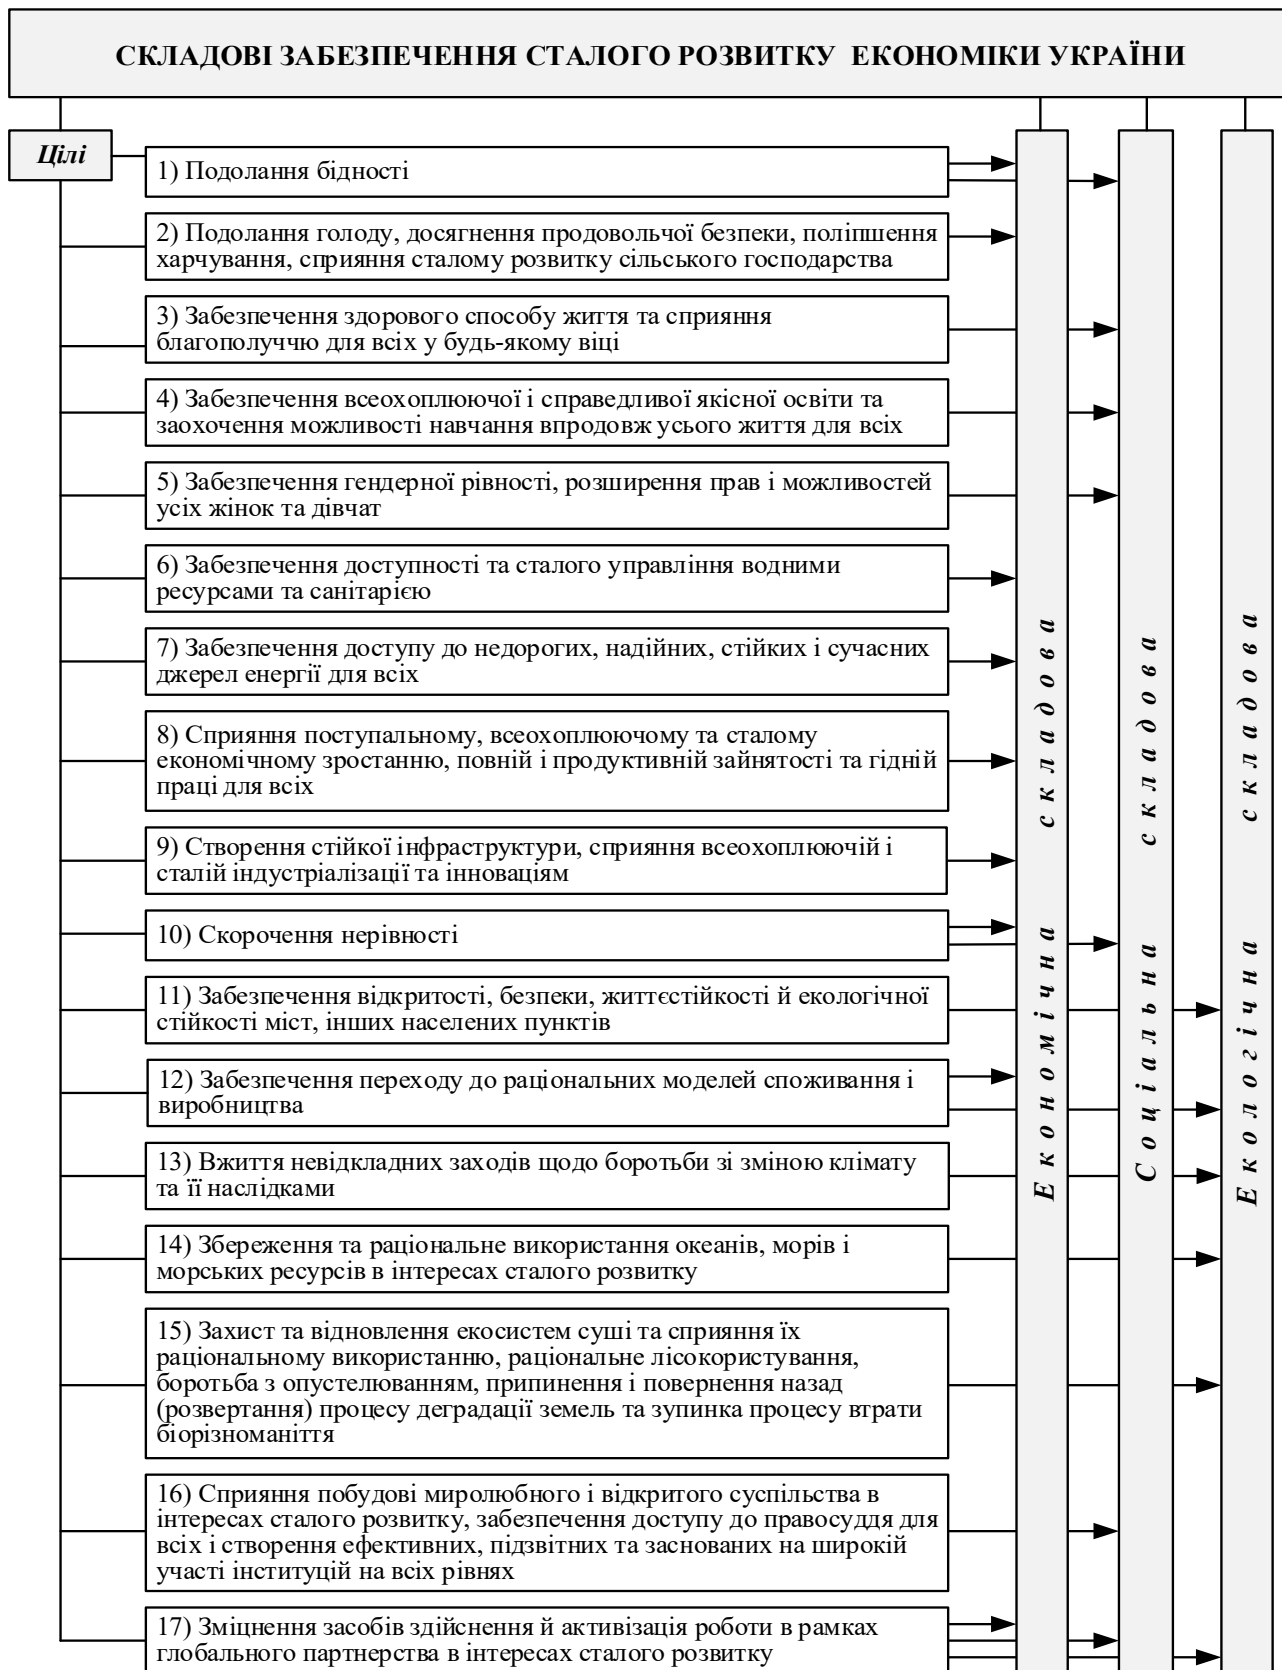 СКЛАДОВІ ЗАБЕЗПЕЧЕННЯ СТАЛОГО РОЗВИТКУ ЕКОНОМІКИ УКРАЇНИ
Цілі
1) Подолання бідності
2) Подолання голоду, досягнення продовольчої безпеки, поліпшення
харчування, сприяння сталому розвитку сільського господарства
3) Забезпечення здорового способу життя та сприяння
благополуччю для всіх у будь-якому віці
4) Забезпечення всеохоплюючої і справедливої якісної освіти та
заохочення можливості навчання впродовж усього життя для всіх
5) Забезпечення гендерної рівності, розширення прав і можливостей
усіх жінок та дівчат
6) Забезпечення доступності та сталого управління водними
ресурсами та санітарією
7) Забезпечення доступу до недорогих, надійних, стійких і сучасних
джерел енергії для всіх
8) Сприяння поступальному, всеохоплюючому та сталому
економічному зростанню, повній і продуктивній зайнятості та гідній
праці для всіх
9) Створення стійкої інфраструктури, сприяння всеохоплюючій і
сталій індустріалізації та інноваціям
10) Скорочення нерівності
11) Забезпечення відкритості, безпеки, життєстійкості й екологічної
стійкості міст, інших населених пунктів
12) Забезпечення переходу до раціональних моделей споживання і
виробництва
13) Вжиття невідкладних заходів щодо боротьби зі зміною клімату
та її наслідками
14) Збереження та раціональне використання океанів, морів і
морських ресурсів в інтересах сталого розвитку
15) Захист та відновлення екосистем суші та сприяння їх
раціональному використанню, раціональне лісокористування,
боротьба з опустелюванням, припинення і повернення назад
(розвертання) процесу деградації земель та зупинка процесу втрати
біорізноманіття
16) Сприяння побудові миролюбного і відкритого суспільства в
інтересах сталого розвитку, забезпечення доступу до правосуддя для
всіх і створення ефективних, підзвітних та заснованих на широкій
участі інституцій на всіх рівнях
17) Зміцнення засобів здійснення й активізація роботи в рамках
глобального партнерства в інтересах сталого розвитку
Економічна складова
Соціальна складова
Екологічна складова